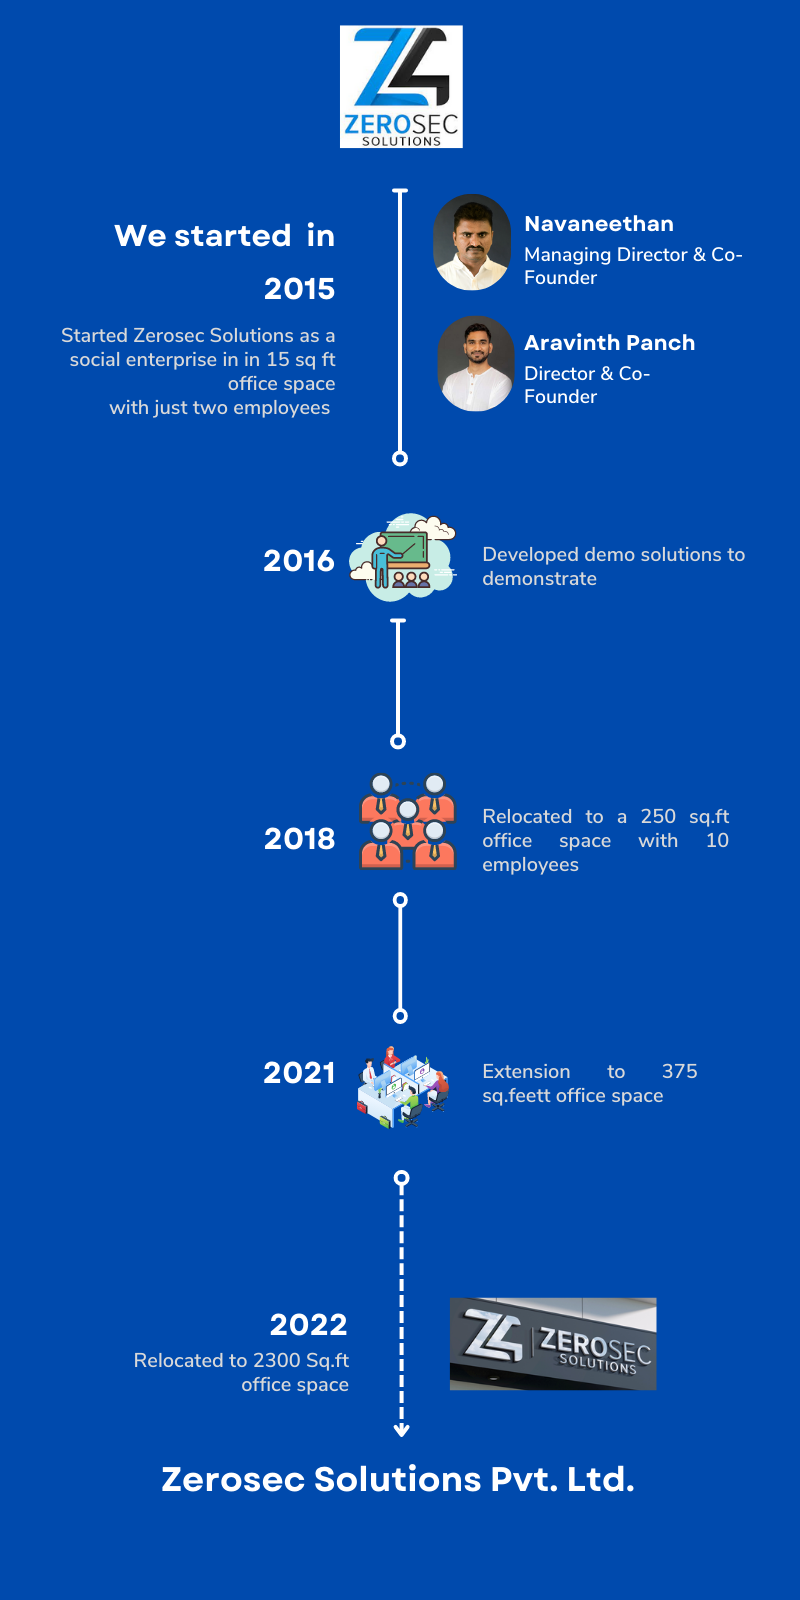 ZEROSEC
SOLUTIONS
We started in
2015
Started Zerosec Solutions as a
social enterprise in in 15 sq ft
office space
with just two employees
Navaneethan
Managing Director & Co-
Founder
Aravinth Panch
Director & Co-
Founder
2016
Developed demo solutions to
demonstrate
2018
Relocated to a 250 sq.ft
office space with 10
employees
2021
Extension to 375
sq.feett office space
2022
Relocated to 2300 Sq.ft
office space
ZEROSEC
SOLUTIONS
Zerosec Solutions Pvt. Ltd.